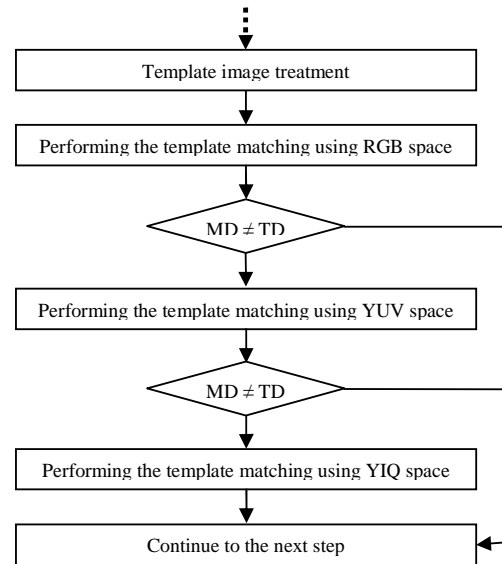 Template image treatment
Performing the template matching using RGB space
MD ≠ TD
Performing the template matching using YUV space
MD ≠ TD
Performing the template matching using YIQ space
Continue to the next step